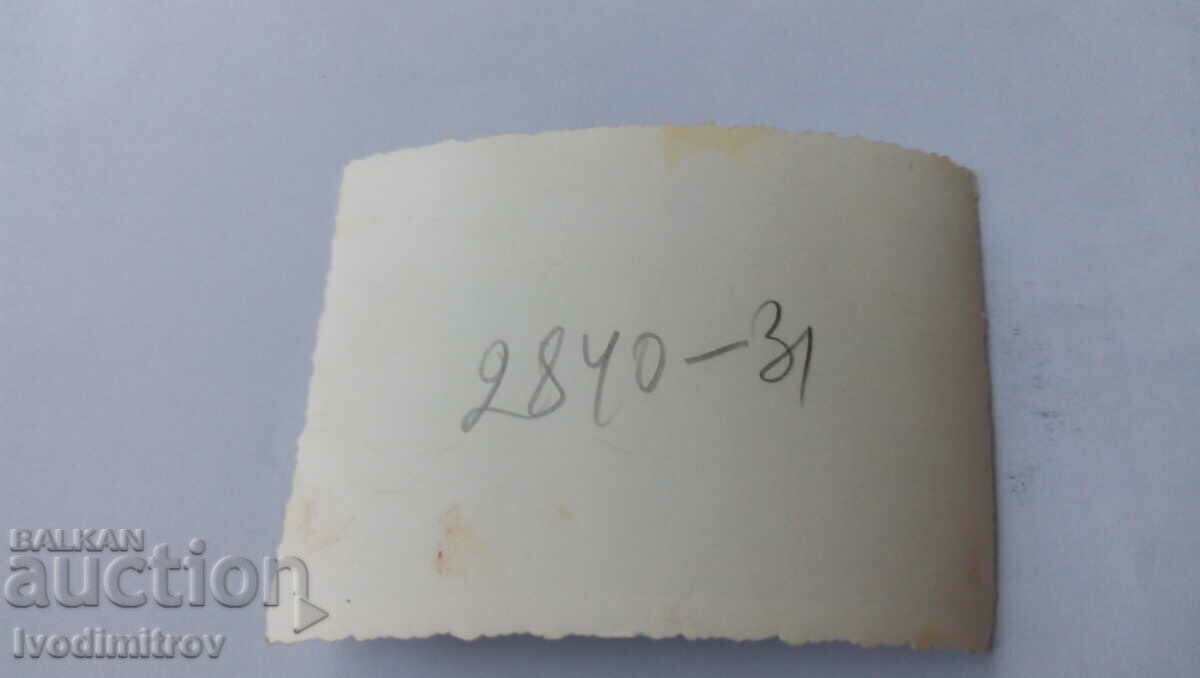 2840-31
BALKAN
auction
Ivodimitrov